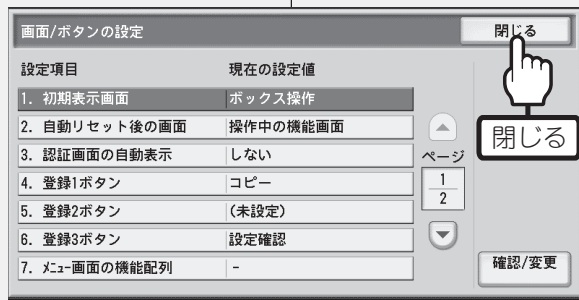 画面/ボタンの設定
閉じる
設定項目 現在の設定値
1. 初期表示画面 ボックス操作
2. 自動リセット後の画面 操作中の機能画面
閉じる
3. 認証画面の自動表示 しない
ページ
4. 登録1ボタン コピー
1
2
5. 登録2ボタン (未設定)
6. 登録3ボタン 設定確認
7. ﾒﾆｭｰ画面の機能配列 -
確認/変更